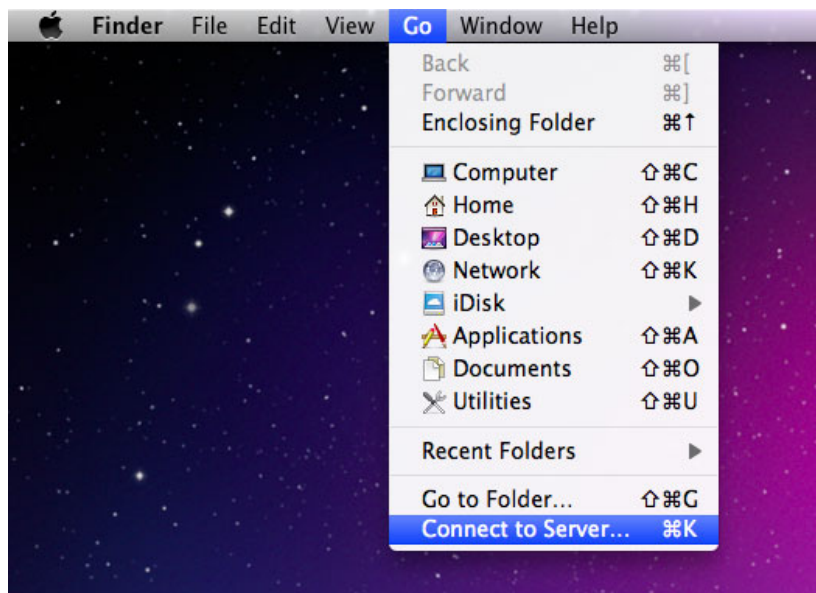 Finder File Edit View Go Window Help
Back ⌘[
Forward ⌘]
Enclosing Folder ⌘↑
Computer ⇧⌘C
Home ⇧⌘H
Desktop ⇧⌘D
Network ⇧⌘K
iDisk ▶
Applications ⇧⌘A
Documents ⇧⌘O
Utilities ⇧⌘U
Recent Folders ▶
Go to Folder... ⇧⌘G
Connect to Server... ⌘K